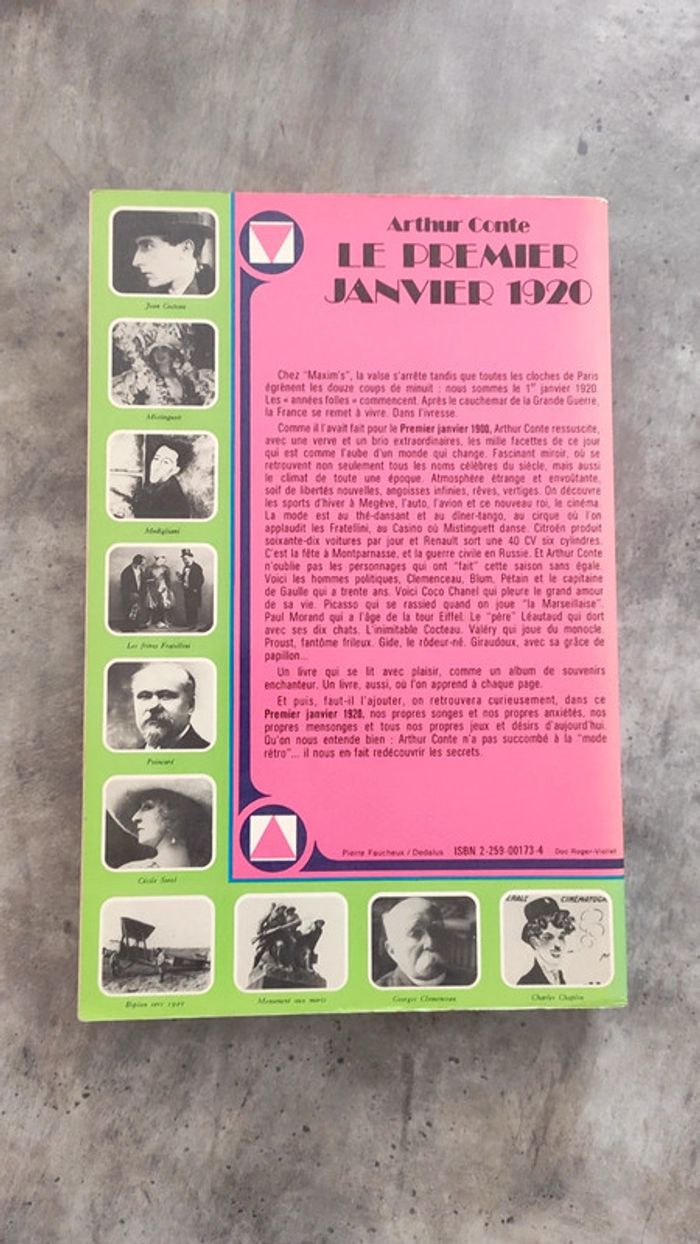 Arthur Conte
LE PREMIER
JANVIER 1920
Chez "Maxim's", la valse s'arrête tandis que toutes les cloches de Paris
égrènent les douze coups de minuit : nous sommes le 1er janvier 1920.
Les « années folles » commencent. Après le cauchemar de la Grande Guerre,
la France se remet à vivre. Dans l'ivresse.
Comme il l'avait fait pour le Premier janvier 1900, Arthur Conte ressuscite,
avec une verve et un brio extraordinaires, les mille facettes de ce jour
qui est comme l'aube d'un monde qui change. Fascinant miroir, où se
retrouvent non seulement tous les noms célèbres du siècle, mais aussi
le climat de toute une époque. Atmosphère étrange et envoûtante,
soif de libertés nouvelles, angoisses infinies, rêves, vertiges. On découvre
les sports d'hiver à Megève, l'auto, l'avion et ce nouveau roi, le cinéma.
La mode est au thé-dansant et au dîner-tango, au cirque où l'on
applaudit les Fratellini, au Casino où Mistinguett danse. Citroën produit
soixante-dix voitures par jour et Renault sort une 40 CV six cylindres.
C'est la fête à Montparnasse, et la guerre civile en Russie. Et Arthur Conte
n'oublie pas les personnages qui ont "fait" cette saison sans égale.
Voici les hommes politiques, Clemenceau, Blum, Pétain et le capitaine
de Gaulle qui a trente ans. Voici Coco Chanel qui pleure le grand amour
de sa vie. Picasso qui se rassied quand on joue "la Marseillaise".
Paul Morand qui a l'âge de la tour Eiffel. Le "père" Léautaud qui dort
avec ses dix chats. L'inimitable Cocteau. Valéry qui joue du monocle.
Proust, fantôme frileux. Gide, le rôdeur-né. Giraudoux, avec sa grâce de
papillon...
Un livre qui se lit avec plaisir, comme un album de souvenirs
enchanteur. Un livre, aussi, où l'on apprend à chaque page.
Et puis, faut-il l'ajouter, on retrouvera curieusement, dans ce
Premier janvier 1920, nos propres songes et nos propres anxiétés, nos
propres mensonges et tous nos propres jeux et désirs d'aujourd'hui.
Qu'on nous entende bien : Arthur Conte n'a pas succombé à la "mode
rétro"... il nous en fait redécouvrir les secrets.
Pierre Faucheux / Dedalus ISBN 2-259-00173-4 Doc Roger-Viollet
Jean Cocteau
Mistinguett
Modigliani
Les frères Fratellini
Poincaré
Cécile Sorel
Biplan vers 1920
Monument aux morts
Georges Clemenceau
Charles Chaplin